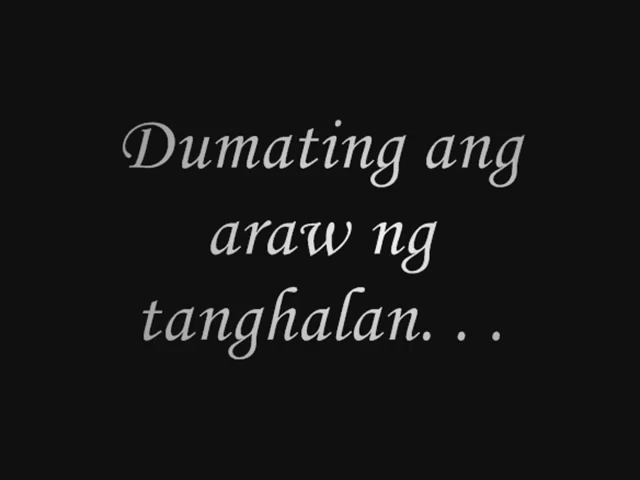 Dumating ang
araw ng
tanghalan. . .